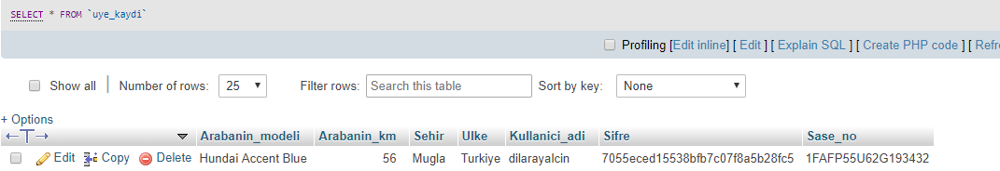 SELECT * FROM `uye_kaydi`
Profiling [Edit inline] [ Edit ] [ Explain SQL ] [ Create PHP code ] [ Refr
Show all | Number of rows: 25 Filter rows: Search this table Sort by key: None
+ Options
←T→ Arabanin_modeli Arabanin_km Sehir Ulke Kullanici_adi Sifre Sase_no
Edit Copy Delete Hundai Accent Blue 56 Mugla Turkiye dilarayalcin 7055eced15538bfb7c07f8a5b28fc5 1FAFP55U62G193432